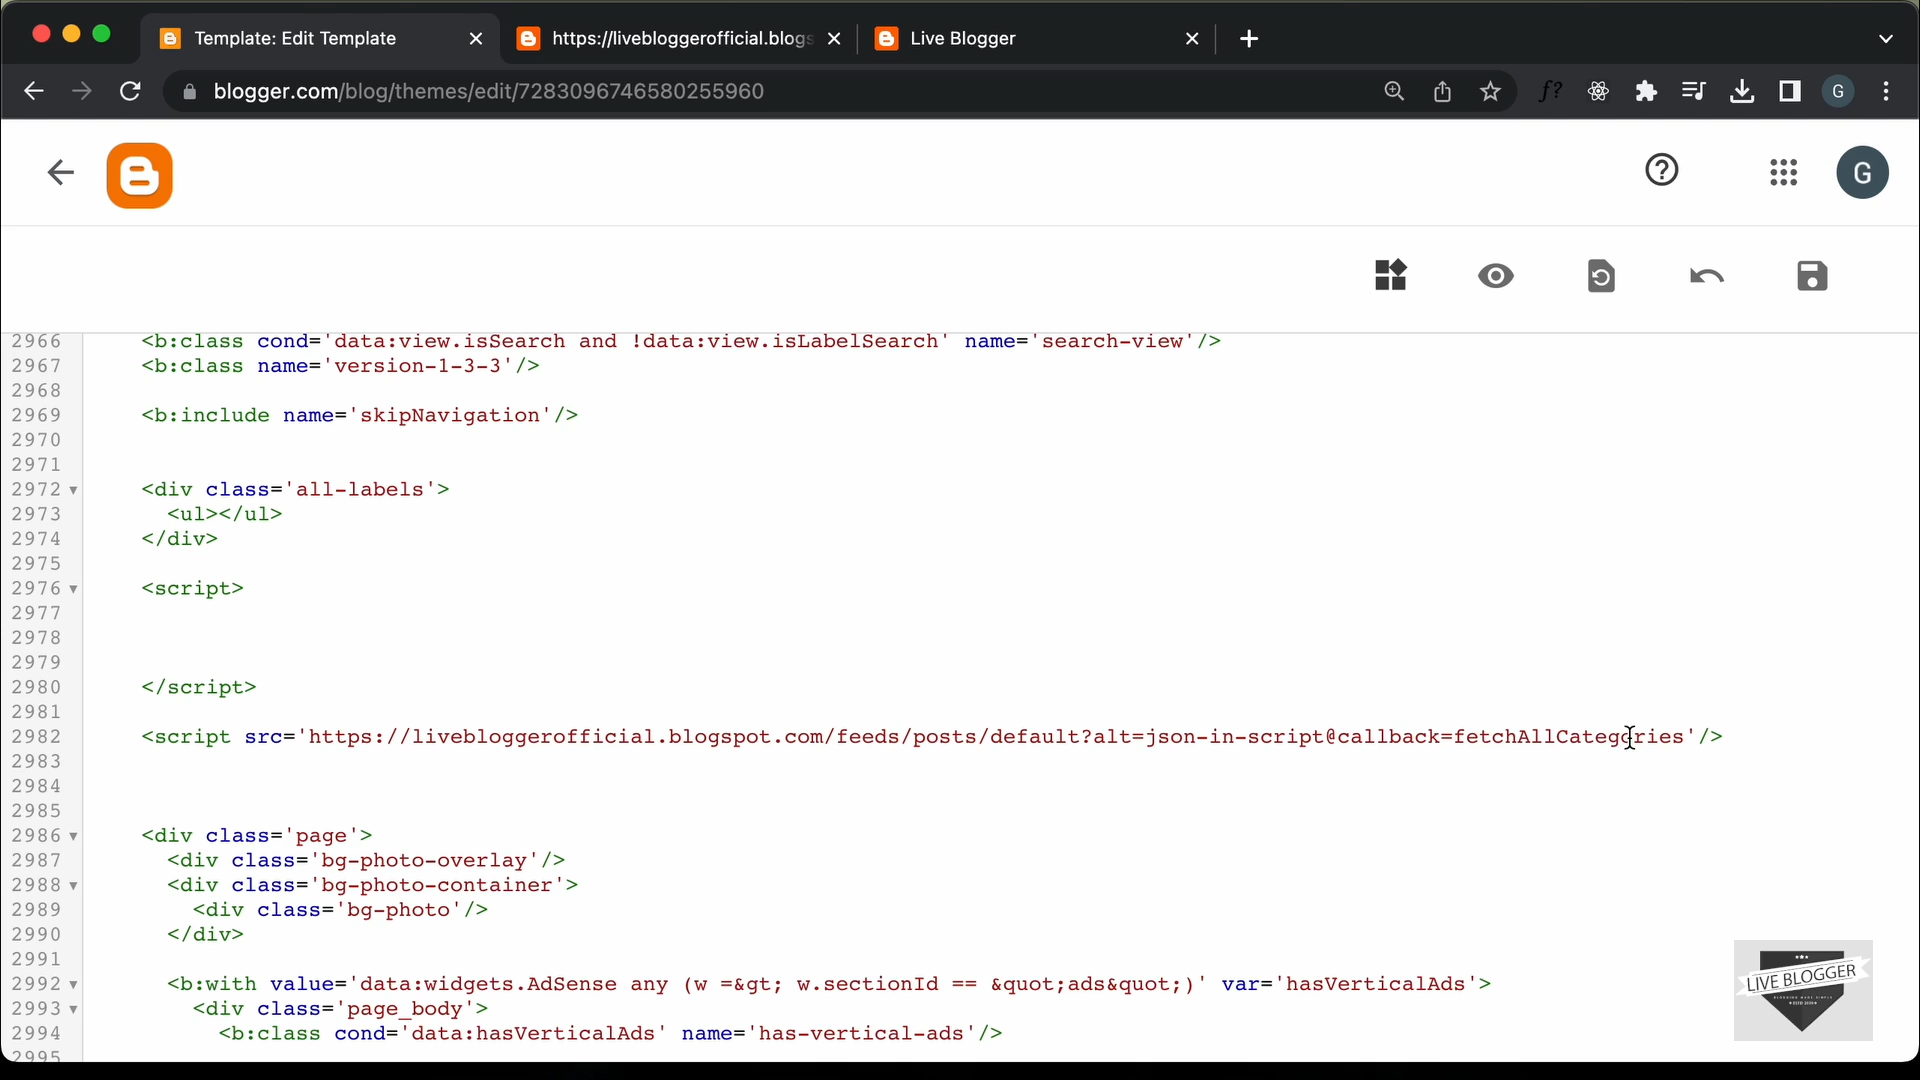 Template: Edit Template
https://livebloggerofficial.blogs
Live Blogger
blogger.com/blog/themes/edit/7283096746580255960
f?
G
G
2966 <b:class cond='data:view.isSearch and !data:view.isLabelSearch' name='search-view'/>
2967 <b:class name='version-1-3-3'/>
2968
2969 <b:include name='skipNavigation'/>
2970
2971
2972 <div class='all-labels'>
2973 <ul></ul>
2974 </div>
2975
2976 <script>
2977
2978
2979
2980 </script>
2981
2982 <script src='https://livebloggerofficial.blogspot.com/feeds/posts/default?alt=json-in-script@callback=fetchAllCategories'/>
2983
2984
2985
2986 <div class='page'>
2987 <div class='bg-photo-overlay'/>
2988 <div class='bg-photo-container'>
2989 <div class='bg-photo'/>
2990 </div>
2991
2992 <b:with value='data:widgets.AdSense any (w =&gt; w.sectionId == &quot;ads&quot;)' var='hasVerticalAds'>
2993 <div class='page_body'>
2994 <b:class cond='data:hasVerticalAds' name='has-vertical-ads'/>
2995
LIVE BLOGGER